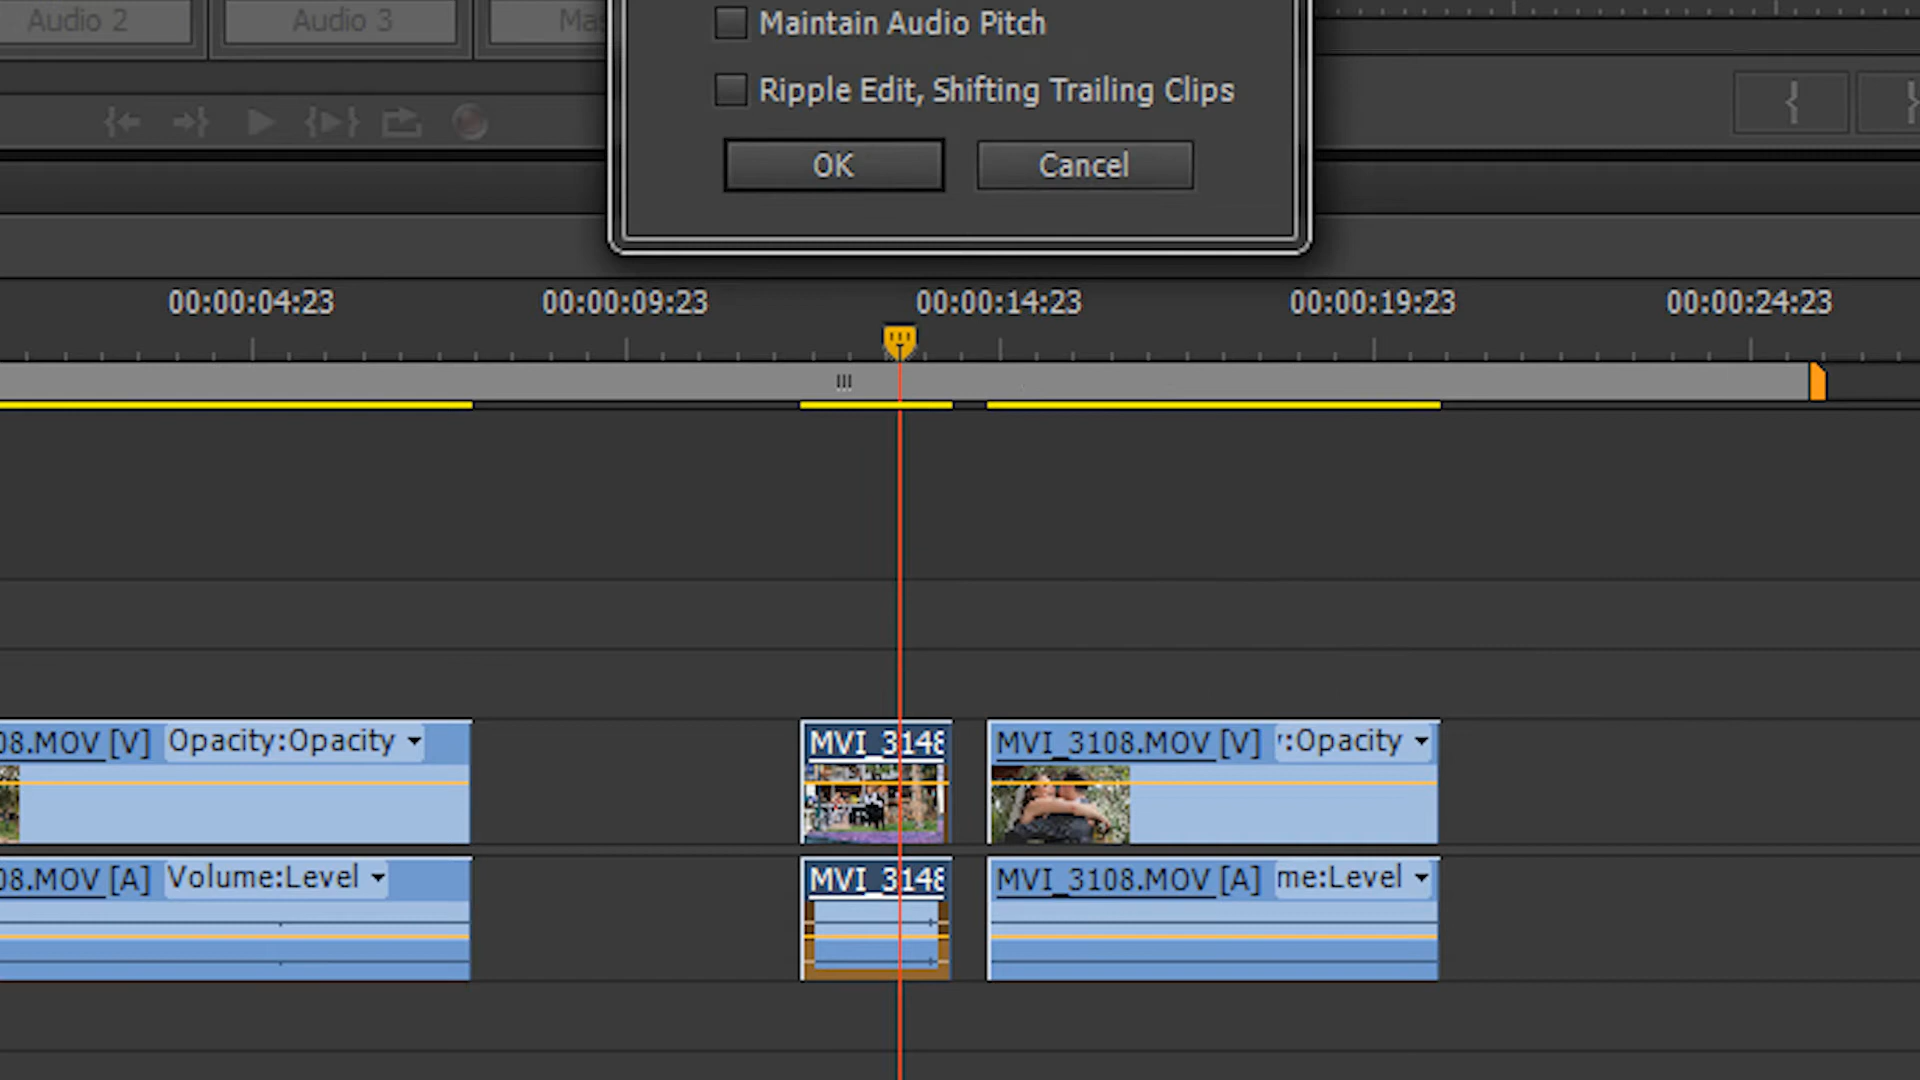 Audio 2 Audio 3
Maintain Audio Pitch
Ripple Edit, Shifting Trailing Clips
OK Cancel
00:00:04:23 00:00:09:23 00:00:14:23 00:00:19:23 00:00:24:23
08.MOV [V] Opacity:Opacity MVI_3148 MVI_3108.MOV [V] :Opacity
08.MOV [A] Volume:Level MVI_3148 MVI_3108.MOV [A] me:Level